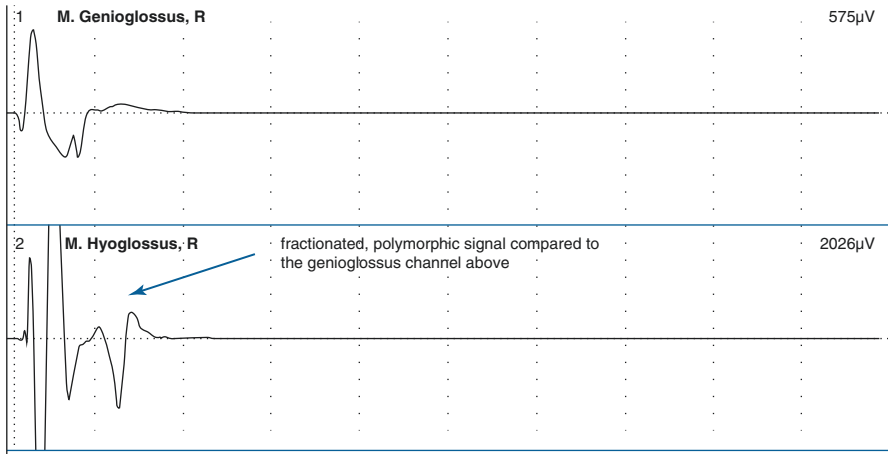 1 M. Genioglossus, R 575µV
2 M. Hyoglossus, R 2026µV
fractionated, polymorphic signal compared to
the genioglossus channel above